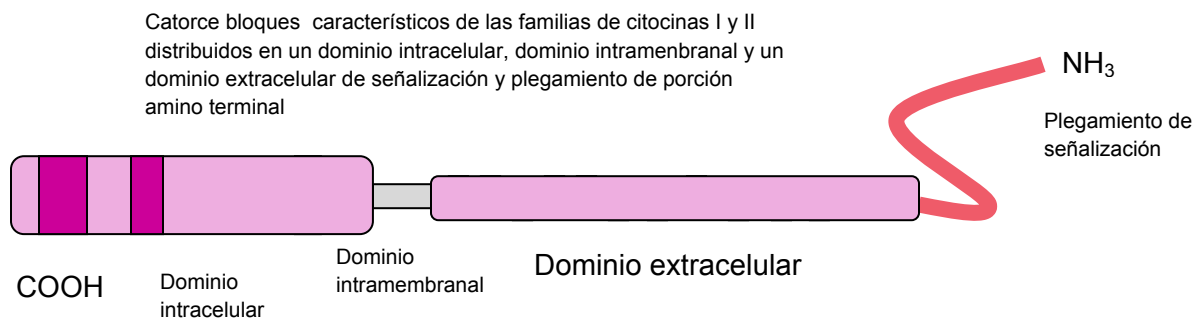 Catorce bloques  característicos de las familias de citocinas I y II
distribuidos en un dominio intracelular, dominio intramenbranal y un
dominio extracelular de señalización y plegamiento de porción
amino terminal
NH₃
Plegamiento de
señalización
COOH
Dominio
intracelular
Dominio
intramembranal
Dominio extracelular